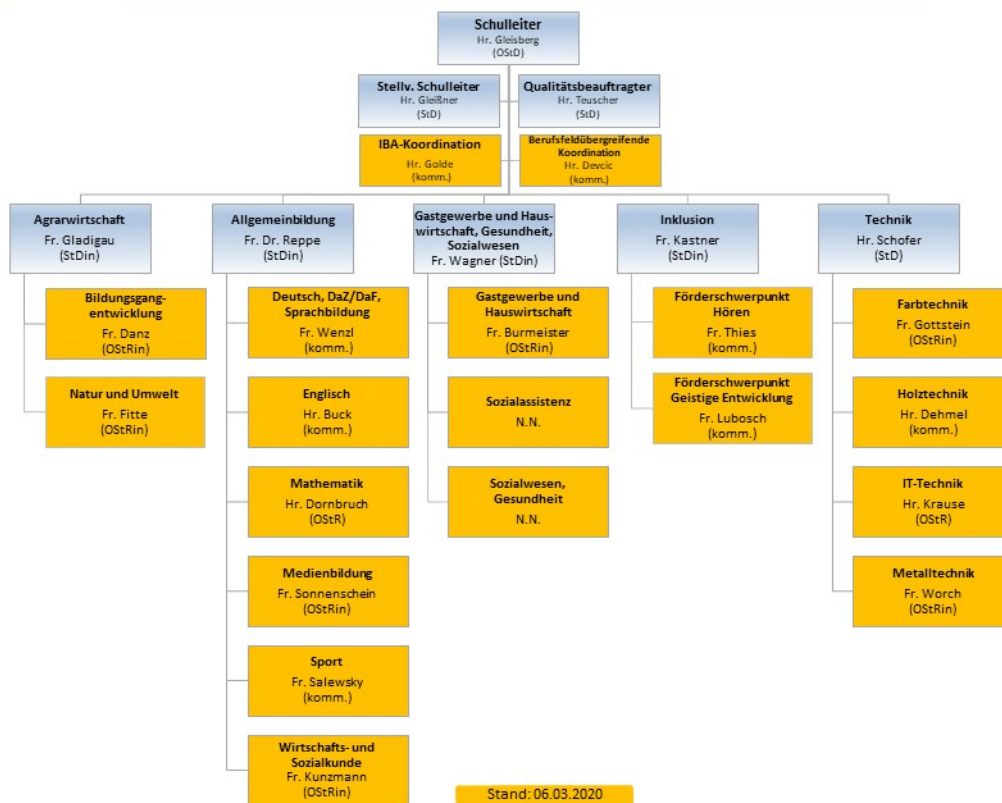 Schulleiter
Hr. Gleisberg
(OStD)
Stellv. Schulleiter
Hr. Gleißner
(StD)
Qualitätsbeauftragter
Hr. Teuscher
(StD)
IBA-Koordination
Hr. Golde
(komm.)
Berufsfeldübergreifende
Koordination
Hr. Devcic
(komm.)
Agrarwirtschaft
Fr. Gladigau
(StDin)
Bildungsgang-
entwicklung
Fr. Danz
(OStRin)
Natur und Umwelt
Fr. Fitte
(OStRin)
Allgemeinbildung
Fr. Dr. Reppe
(StDin)
Deutsch, DaZ/DaF,
Sprachbildung
Fr. Wenzl
(komm.)
Englisch
Hr. Buck
(komm.)
Mathematik
Hr. Dornbruch
(OStR)
Medienbildung
Fr. Sonnenschein
(OStRin)
Sport
Fr. Salewsky
(komm.)
Wirtschafts- und
Sozialkunde
Fr. Kunzmann
(OStRin)
Gastgewerbe und Haus-
wirtschaft, Gesundheit,
Sozialwesen
Fr. Wagner (StDin)
Gastgewerbe und
Hauswirtschaft
Fr. Burmeister
(OStRin)
Sozialassistenz
N.N.
Sozialwesen,
Gesundheit
N.N.
Inklusion
Fr. Kastner
(StDin)
Förderschwerpunkt
Hören
Fr. Thies
(komm.)
Förderschwerpunkt
Geistige Entwicklung
Fr. Lubosch
(komm.)
Technik
Hr. Schofer
(StD)
Farbtechnik
Fr. Gottstein
(OStRin)
Holztechnik
Hr. Dehmel
(komm.)
IT-Technik
Hr. Krause
(OStR)
Metalltechnik
Fr. Worch
(OStRin)
Stand: 06.03.2020